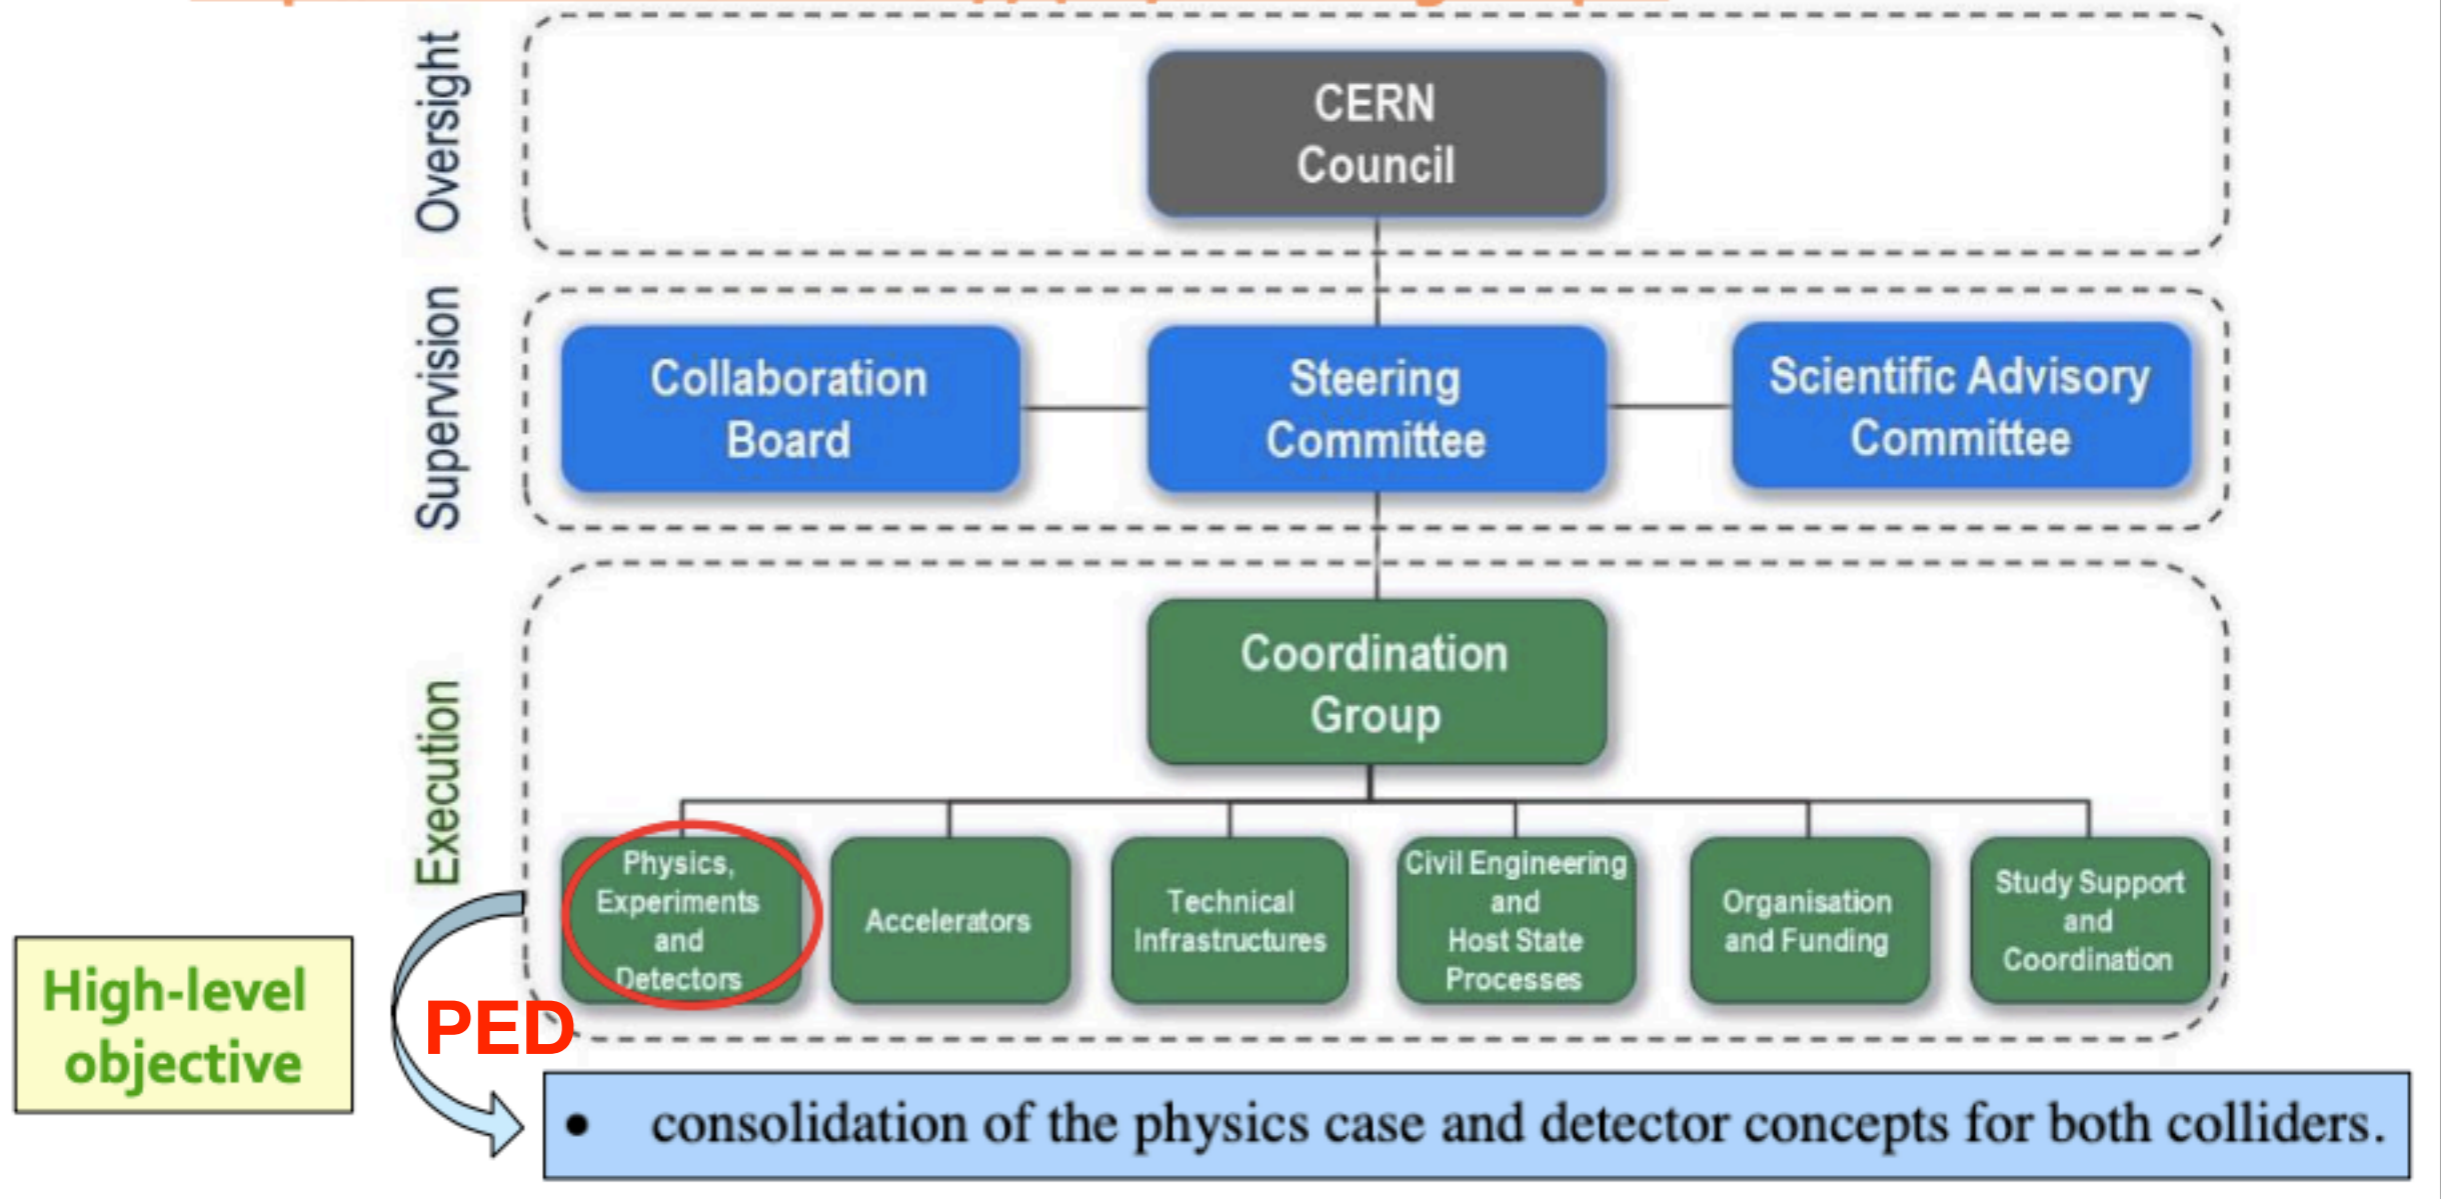 Oversight
CERN
Council
Supervision
Collaboration
Board
Steering
Committee
Scientific Advisory
Committee
Execution
Coordination
Group
Physics,
Experiments
and
Detectors
Accelerators
Technical
Infrastructures
Civil Engineering
and
Host State
Processes
Organisation
and Funding
Study Support
and
Coordination
High-level
objective
PED
• consolidation of the physics case and detector concepts for both colliders.